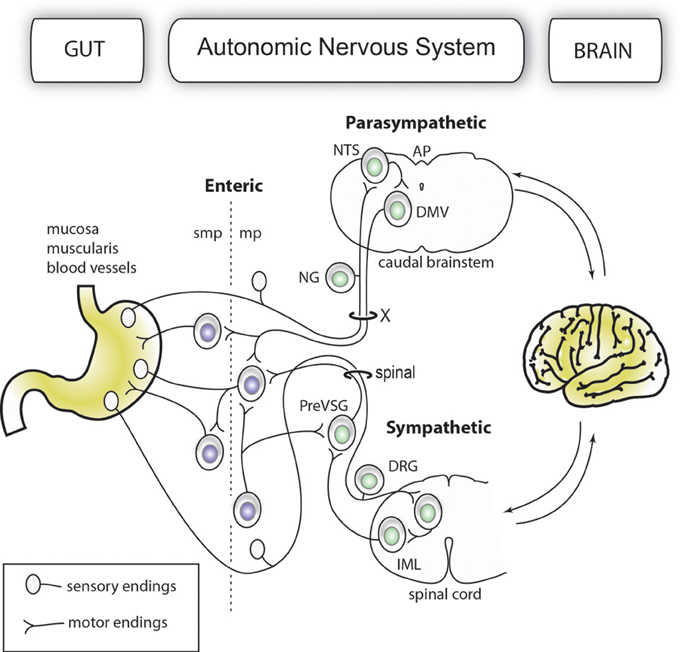 GUT
Autonomic Nervous System
BRAIN
Parasympathetic
NTS
AP
Enteric
DMV
mucosa
muscularis
blood vessels
smp
mp
caudal brainstem
NG
X
spinal
PreVSG
Sympathetic
DRG
IML
spinal cord
sensory endings
motor endings